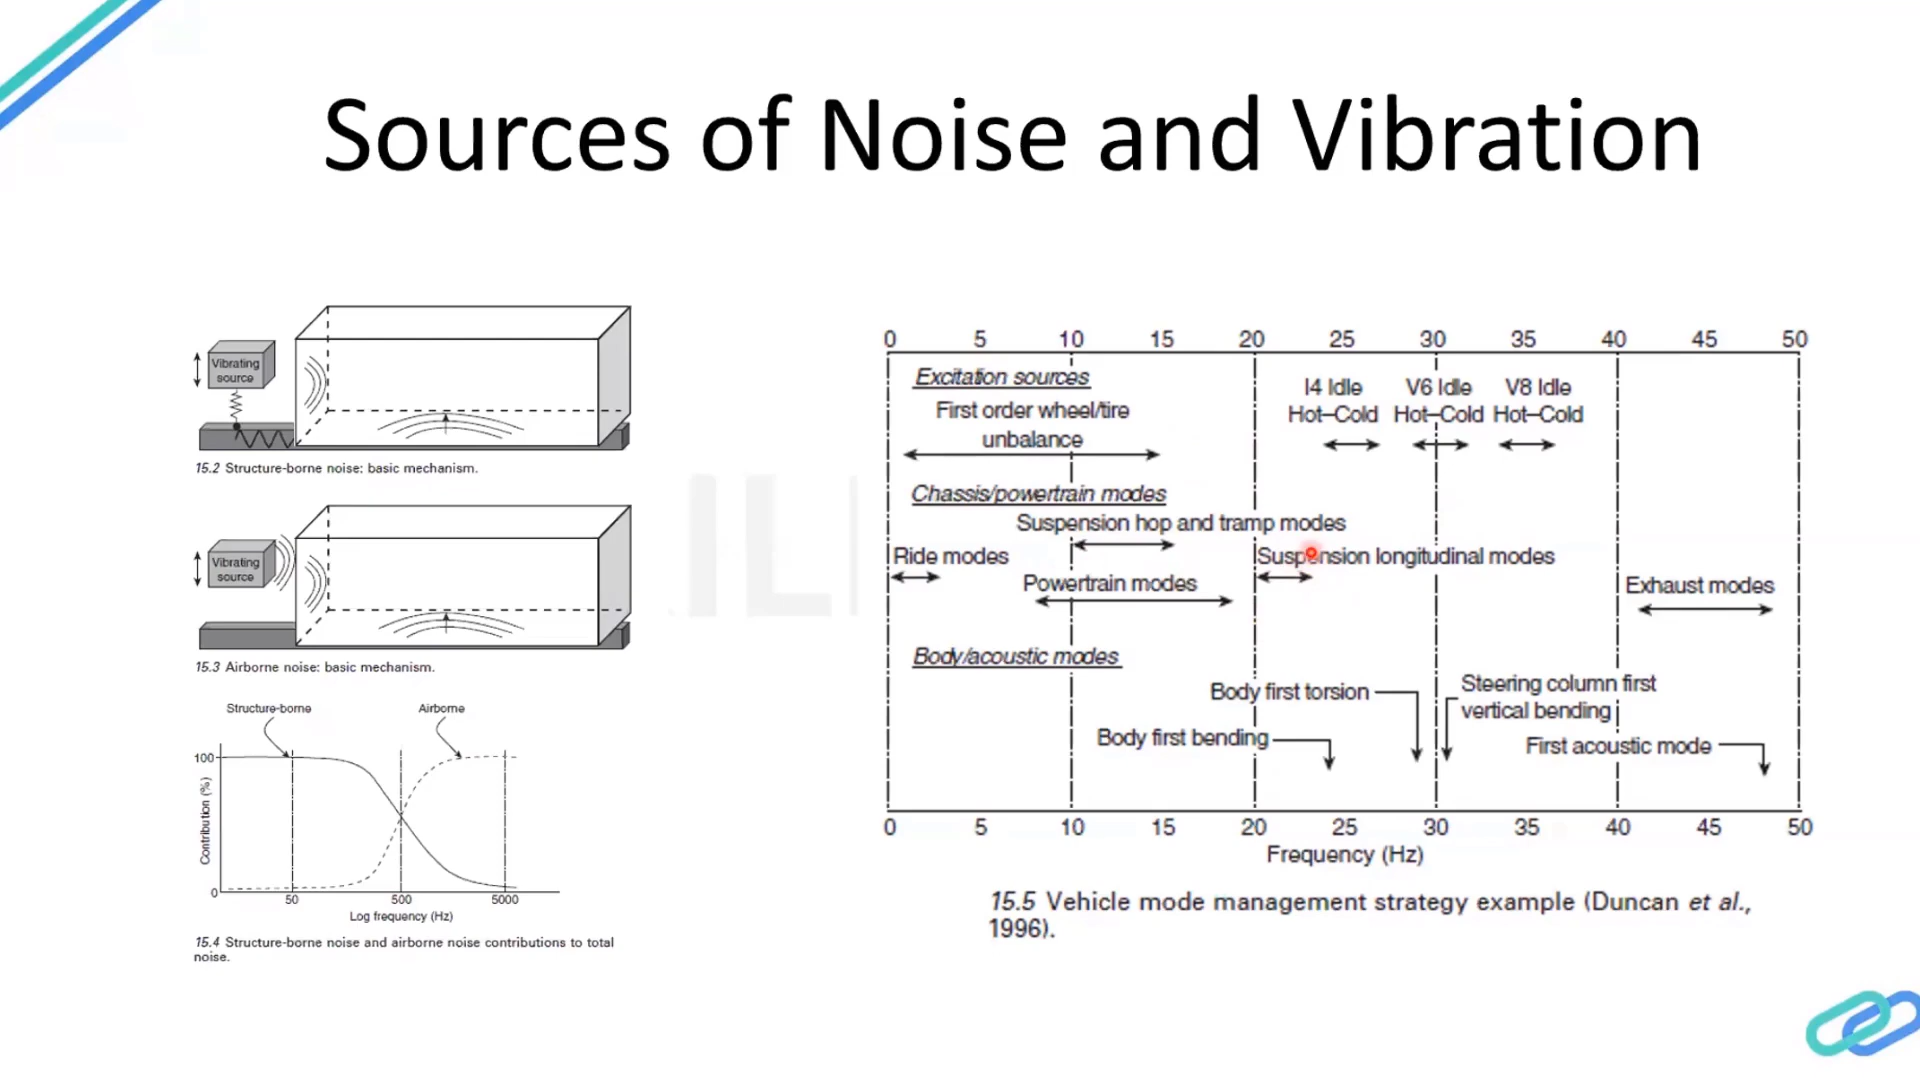 Sources of Noise and Vibration
Vibrating
source
15.2 Structure-borne noise: basic mechanism.
Vibrating
source
15.3 Airborne noise: basic mechanism.
Structure-borne
Airborne
100
Contribution (%)
0
50
500
5000
Log frequency (Hz)
15.4 Structure-borne noise and airborne noise contributions to total
noise.
0 5 10 15 20 25 30 35 40 45 50
Excitation sources
First order wheel/tire
unbalance
I4 Idle
Hot–Cold
V6 Idle
Hot–Cold
V8 Idle
Hot–Cold
Chassis/powertrain modes
Suspension hop and tramp modes
Ride modes
Suspension longitudinal modes
Powertrain modes
Exhaust modes
Body/acoustic modes
Body first torsion
Steering column first
vertical bending
Body first bending
First acoustic mode
0 5 10 15 20 25 30 35 40 45 50
Frequency (Hz)
15.5 Vehicle mode management strategy example (Duncan et al.,
1996).